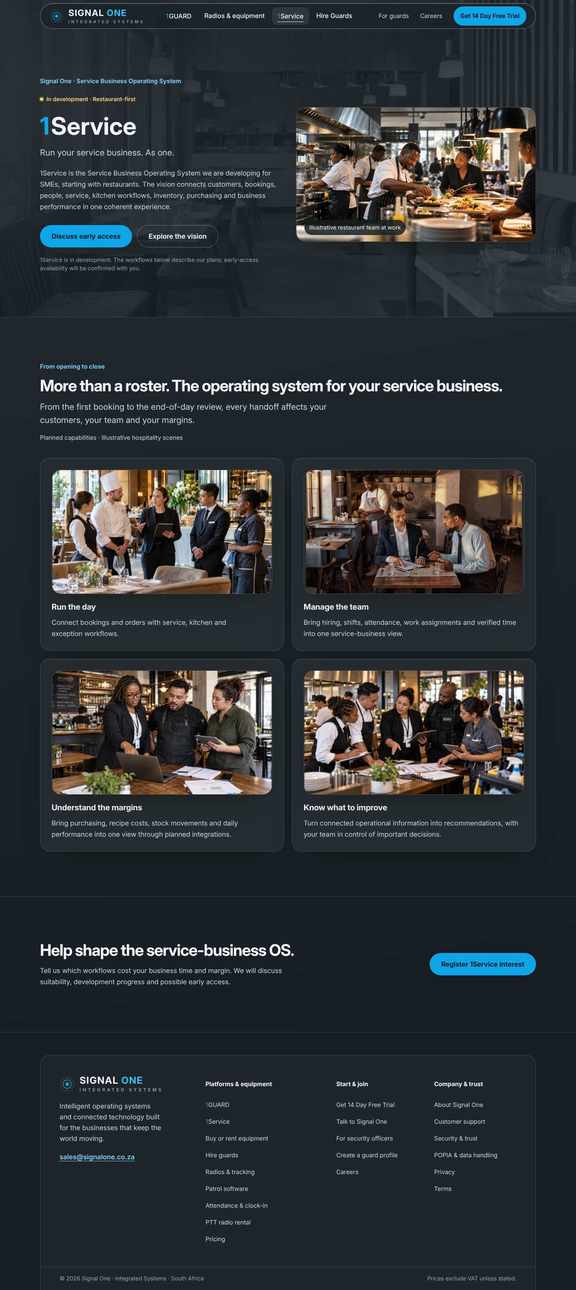 SIGNAL ONE
INTEGRATED SYSTEMS
1GUARD
Radios & equipment
1Service
Hire Guards
For guards
Careers
Get 14 Day Free Trial
Signal One · Service Business Operating System
In development · Restaurant-first
1Service
Run your service business. As one.
1Service is the Service Business Operating System we are developing for
SMEs, starting with restaurants. The vision connects customers, bookings,
people, service, kitchen workflows, inventory, purchasing and business
performance in one coherent experience.
Discuss early access
Explore the vision
1Service is in development. The workflows below describe our plans; early-access
availability will be confirmed with you.
Illustrative restaurant team at work
From opening to close
More than a roster. The operating system for your service business.
From the first booking to the end-of-day review, every handoff affects your
customers, your team and your margins.
Planned capabilities · Illustrative hospitality scenes
Run the day
Connect bookings and orders with service, kitchen and
exception workflows.
Manage the team
Bring hiring, shifts, attendance, work assignments and verified time
into one service-business view.
Understand the margins
Bring purchasing, recipe costs, stock movements and daily
performance into one view through planned integrations.
Know what to improve
Turn connected operational information into recommendations, with
your team in control of important decisions.
Help shape the service-business OS.
Tell us which workflows cost your business time and margin. We will discuss
suitability, development progress and possible early access.
Register 1Service interest
SIGNAL ONE
INTEGRATED SYSTEMS
Intelligent operating systems
and connected technology built
for the businesses that keep the
world moving.
sales@signalone.co.za
Platforms & equipment
1GUARD
1Service
Buy or rent equipment
Hire guards
Radios & tracking
Patrol software
Attendance & clock-in
PTT radio rental
Pricing
Start & join
Get 14 Day Free Trial
Talk to Signal One
For security officers
Create a guard profile
Careers
Company & trust
About Signal One
Customer support
Security & trust
POPIA & data handling
Privacy
Terms
© 2026 Signal One · Integrated Systems · South Africa
Prices exclude VAT unless stated.